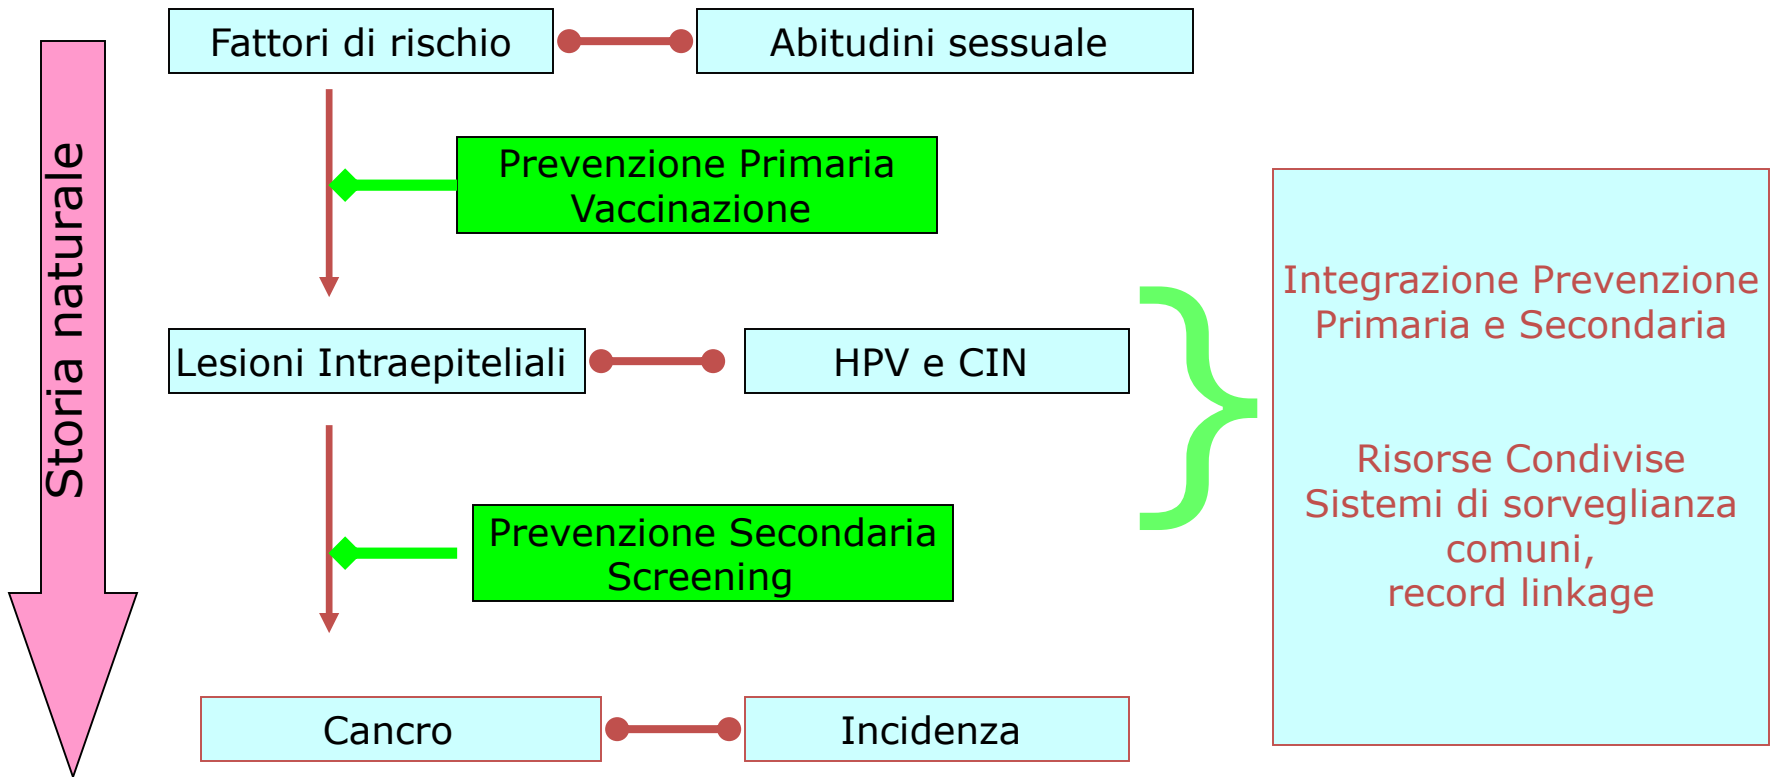 Fattori di rischio
Abitudini sessuale
Storia naturale
Prevenzione Primaria
Vaccinazione
Lesioni Intraepiteliali
HPV e CIN
Prevenzione Secondaria
Screening
Cancro
Incidenza
Integrazione Prevenzione
Primaria e Secondaria
Risorse Condivise
Sistemi di sorveglianza
comuni,
record linkage